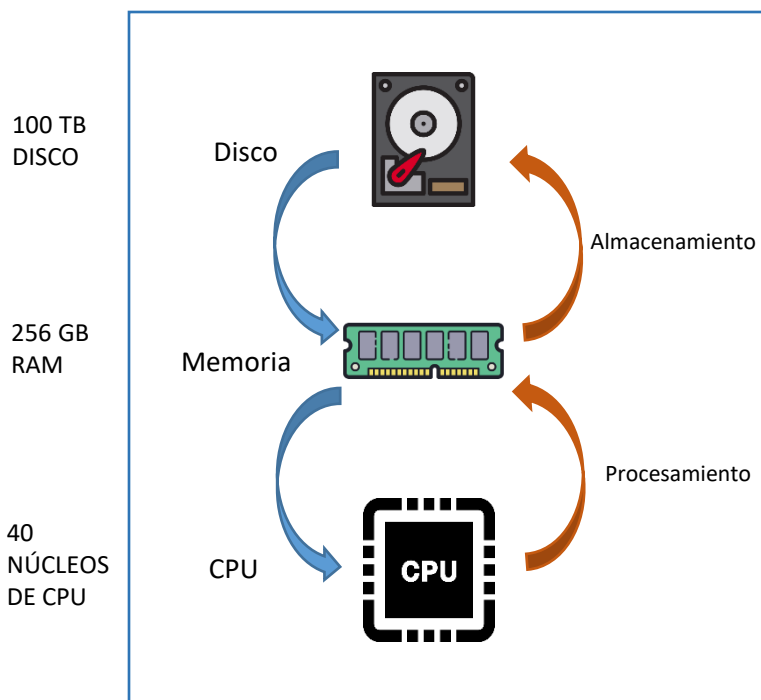 100 TB
DISCO
Disco
Almacenamiento
256 GB
RAM
Memoria
Procesamiento
40
NÚCLEOS
DE CPU
CPU
CPU